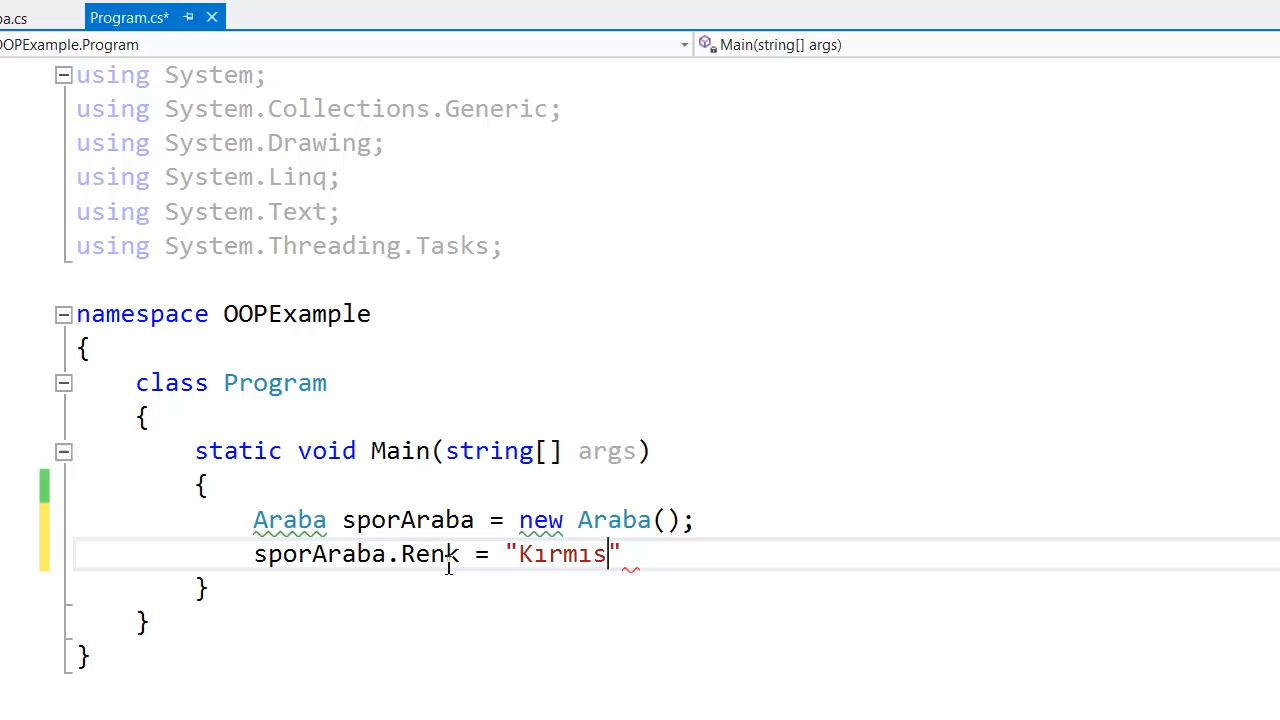 ba.cs Program.cs*
OOPExample.Program Main(string[] args)
using System;
using System.Collections.Generic;
using System.Drawing;
using System.Linq;
using System.Text;
using System.Threading.Tasks;
namespace OOPExample
{
class Program
{
static void Main(string[] args)
{
Araba sporAraba = new Araba();
sporAraba.Renk = "Kırmıs"
}
}
}